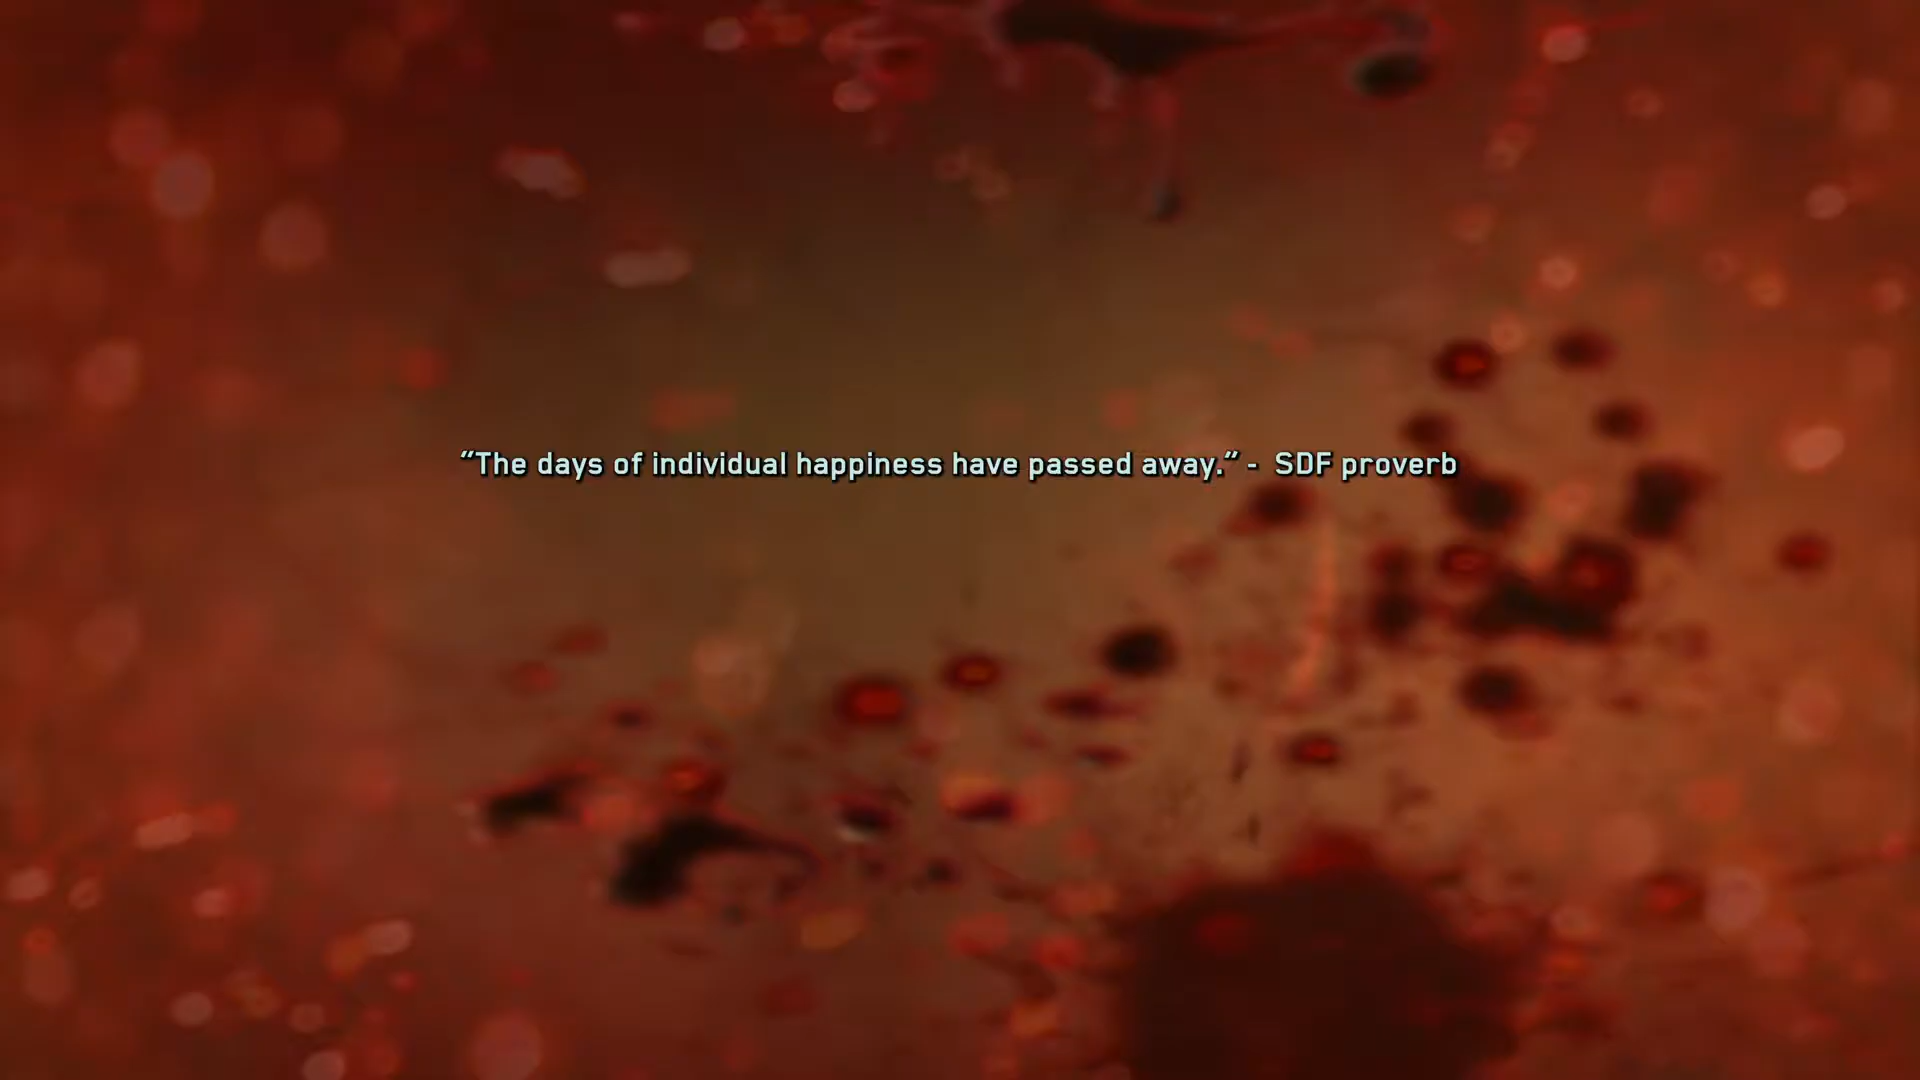 “The days of individual happiness have passed away.” -  SDF proverb